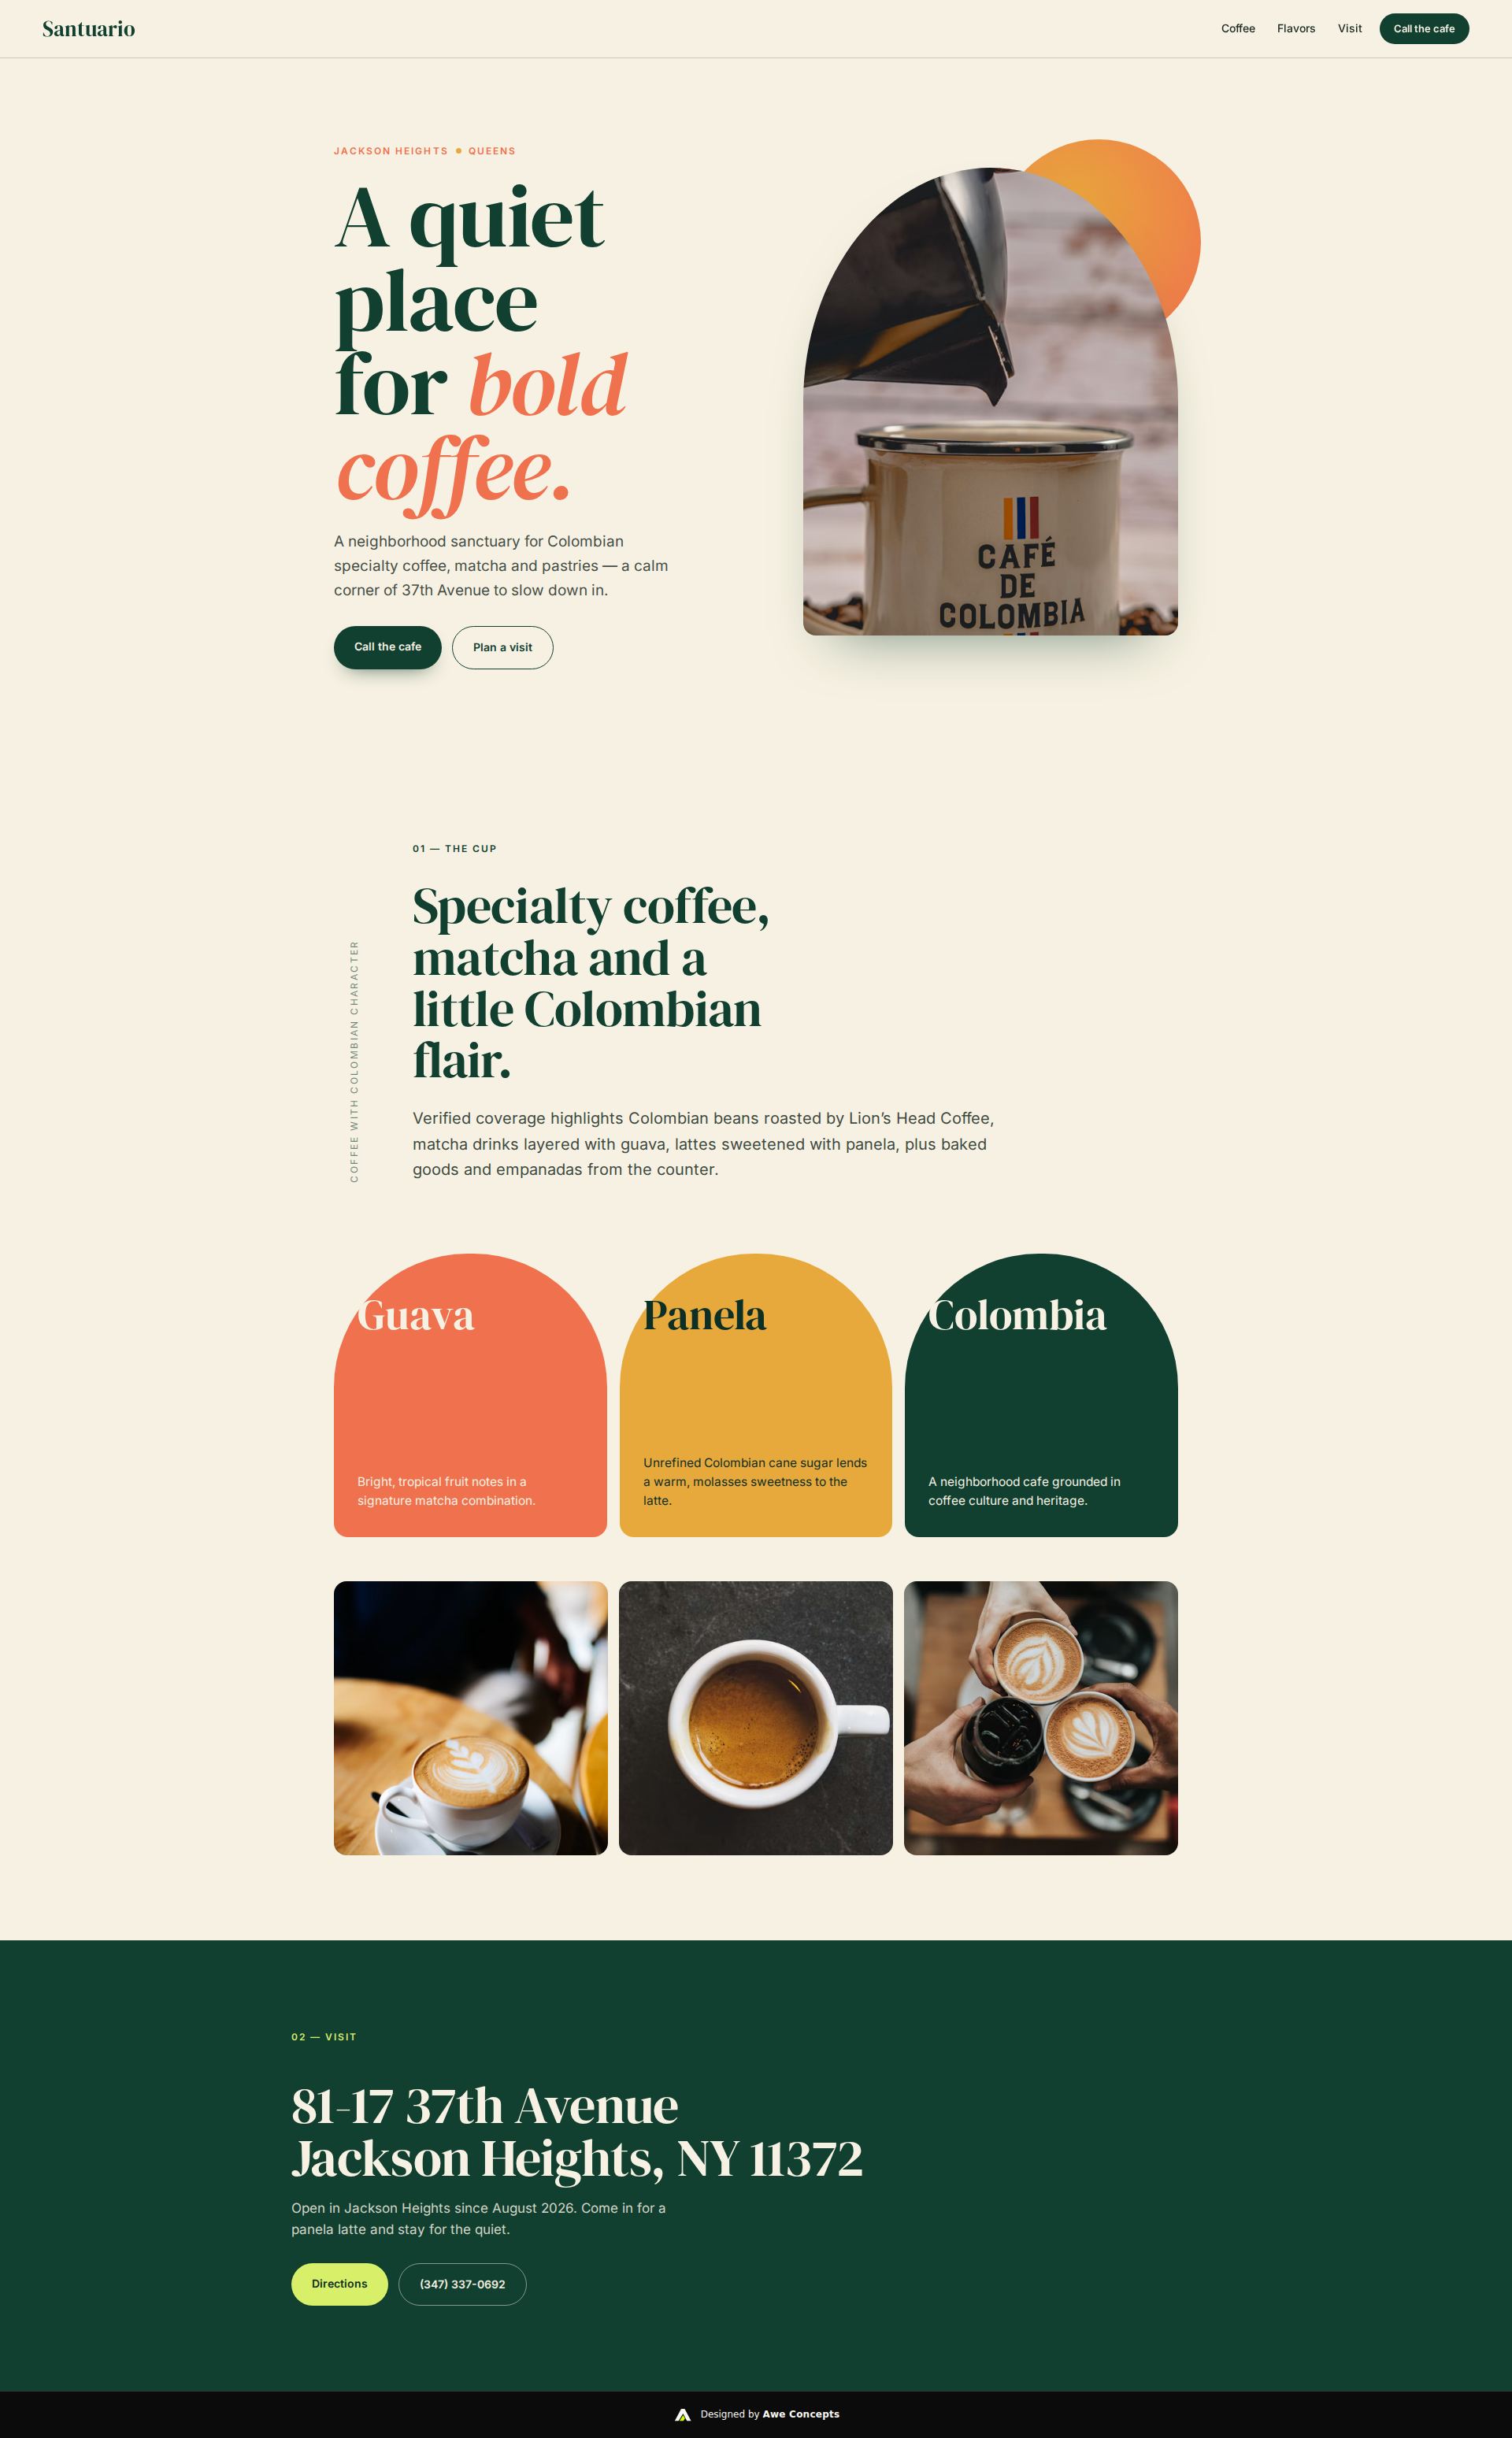 Santuario
Coffee Flavors Visit Call the cafe
JACKSON HEIGHTS • QUEENS
A quiet
place
for bold
coffee.
A neighborhood sanctuary for Colombian
specialty coffee, matcha and pastries — a calm
corner of 37th Avenue to slow down in.
Call the cafe Plan a visit
CAFÉ
DE
COLOMBIA
01 — THE CUP
COFFEE WITH COLOMBIAN CHARACTER
Specialty coffee,
matcha and a
little Colombian
flair.
Verified coverage highlights Colombian beans roasted by Lion’s Head Coffee,
matcha drinks layered with guava, lattes sweetened with panela, plus baked
goods and empanadas from the counter.
Guava
Bright, tropical fruit notes in a
signature matcha combination.
Panela
Unrefined Colombian cane sugar lends
a warm, molasses sweetness to the
latte.
Colombia
A neighborhood cafe grounded in
coffee culture and heritage.
02 — VISIT
81-17 37th Avenue
Jackson Heights, NY 11372
Open in Jackson Heights since August 2026. Come in for a
panela latte and stay for the quiet.
Directions (347) 337-0692
Designed by Awe Concepts